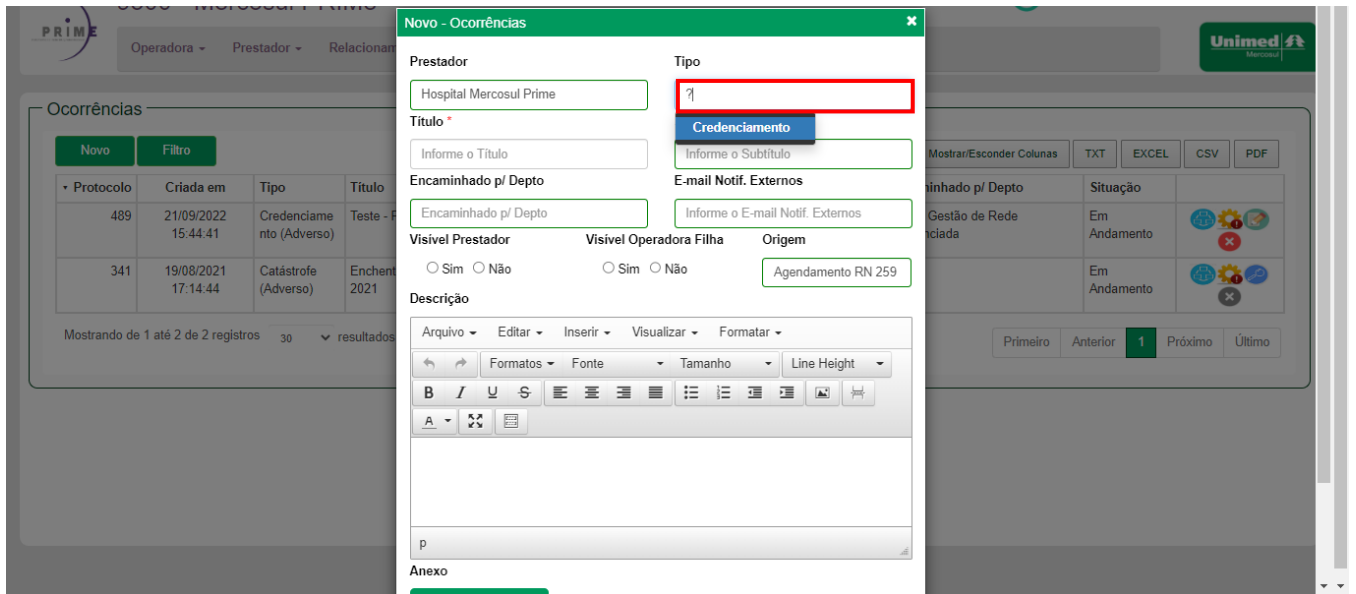 PRIME
Operadora Prestador Relacionam
Unimed
Mercosul
Novo - Ocorrências ×
Prestador Tipo
Hospital Mercosul Prime ?
Credenciamento
Título *
Informe o Título Informe o Subtítulo
Encaminhado p/ Depto E-mail Notif. Externos
Encaminhado p/ Depto Informe o E-mail Notif. Externos
Visível Prestador Visível Operadora Filha Origem
Sim Não Sim Não Agendamento RN 259
Descrição
Arquivo Editar Inserir Visualizar Formatar
Formatos Fonte Tamanho Line Height
B I U S
A
p
Anexo
Ocorrências
Novo Filtro Mostrar/Esconder Colunas TXT EXCEL CSV PDF
Protocolo Criada em Tipo Título inhado p/ Depto Situação
489 21/09/2022 Credenciame Teste - Gestão de Rede Em
15:44:41 nto (Adverso) nciada Andamento
341 19/08/2021 Catástrofe Enchent Em
17:14:44 (Adverso) 2021 Andamento
Mostrando de 1 até 2 de 2 registros 30 resultados Primeiro Anterior 1 Próximo Último